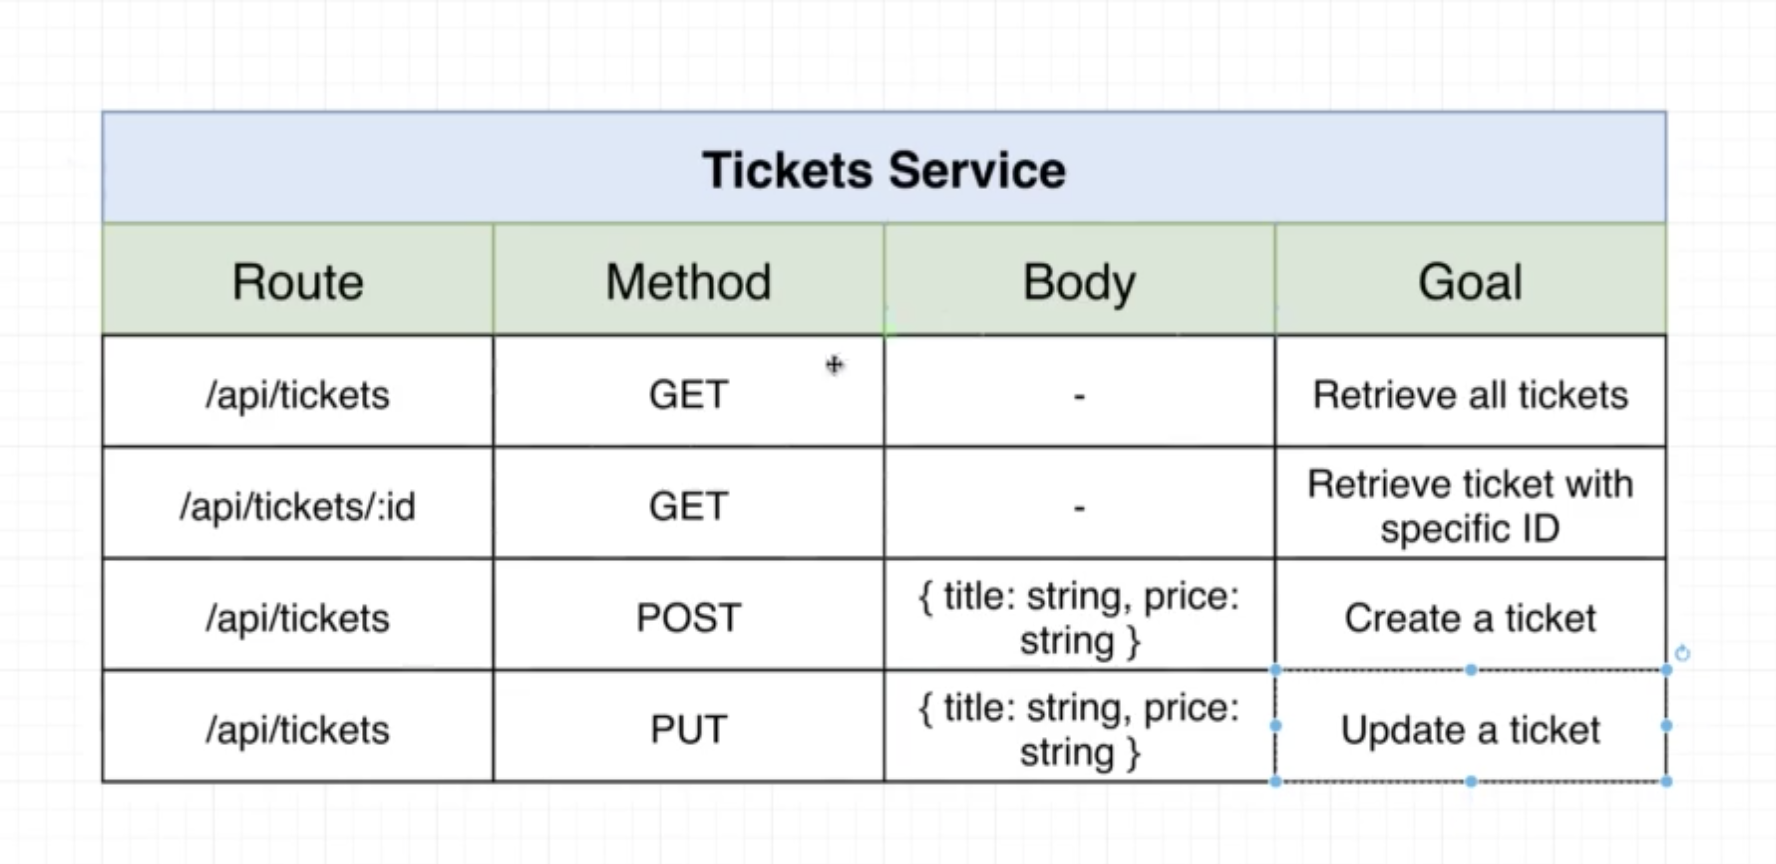 Tickets Service
Route Method Body Goal
/api/tickets GET - Retrieve all tickets
/api/tickets/:id GET - Retrieve ticket with
specific ID
/api/tickets POST { title: string, price:
string } Create a ticket
/api/tickets PUT { title: string, price:
string } Update a ticket